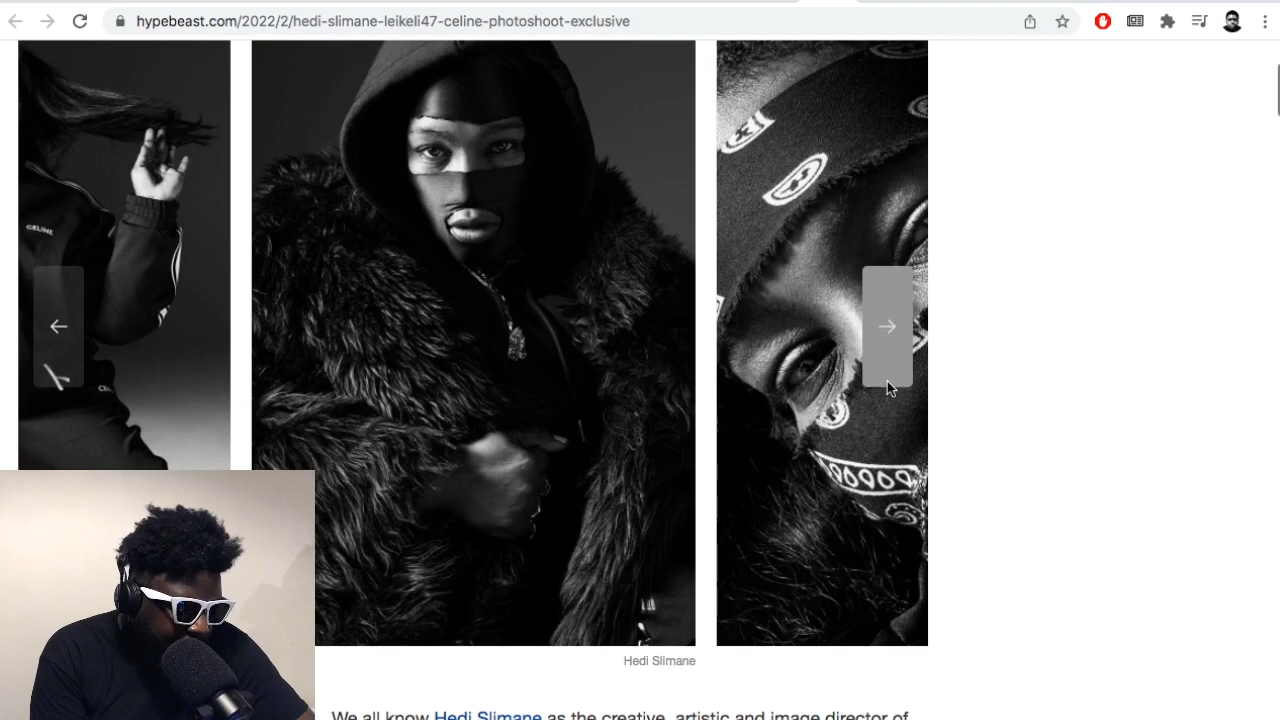 hypebeast.com/2022/2/hedi-slimane-leikeli47-celine-photoshoot-exclusive
CELINE
Hedi Slimane
We all know Hedi Slimane as the creative, artistic and image director of